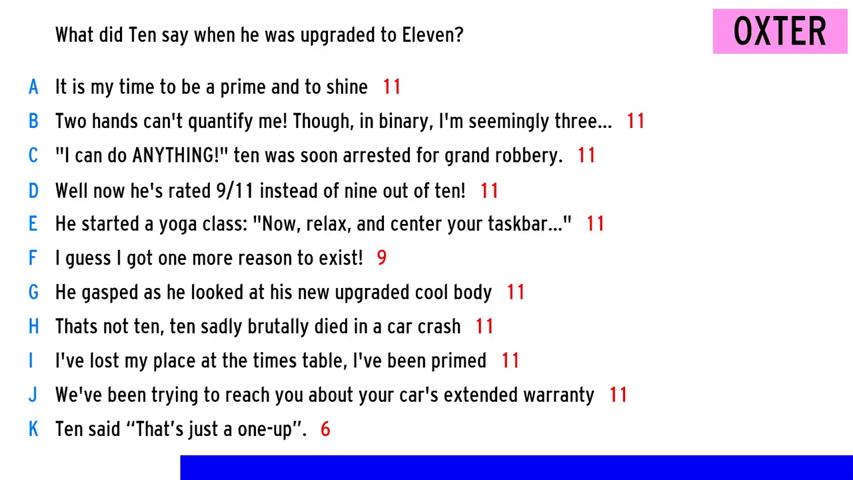 What did Ten say when he was upgraded to Eleven?
OXTER
A It is my time to be a prime and to shine 11
B Two hands can't quantify me! Though, in binary, I'm seemingly three... 11
C "I can do ANYTHING!" ten was soon arrested for grand robbery. 11
D Well now he's rated 9/11 instead of nine out of ten! 11
E He started a yoga class: "Now, relax, and center your taskbar..." 11
F I guess I got one more reason to exist! 9
G He gasped as he looked at his new upgraded cool body 11
H Thats not ten, ten sadly brutally died in a car crash 11
I I've lost my place at the times table, I've been primed 11
J We've been trying to reach you about your car's extended warranty 11
K Ten said “That’s just a one-up”. 6